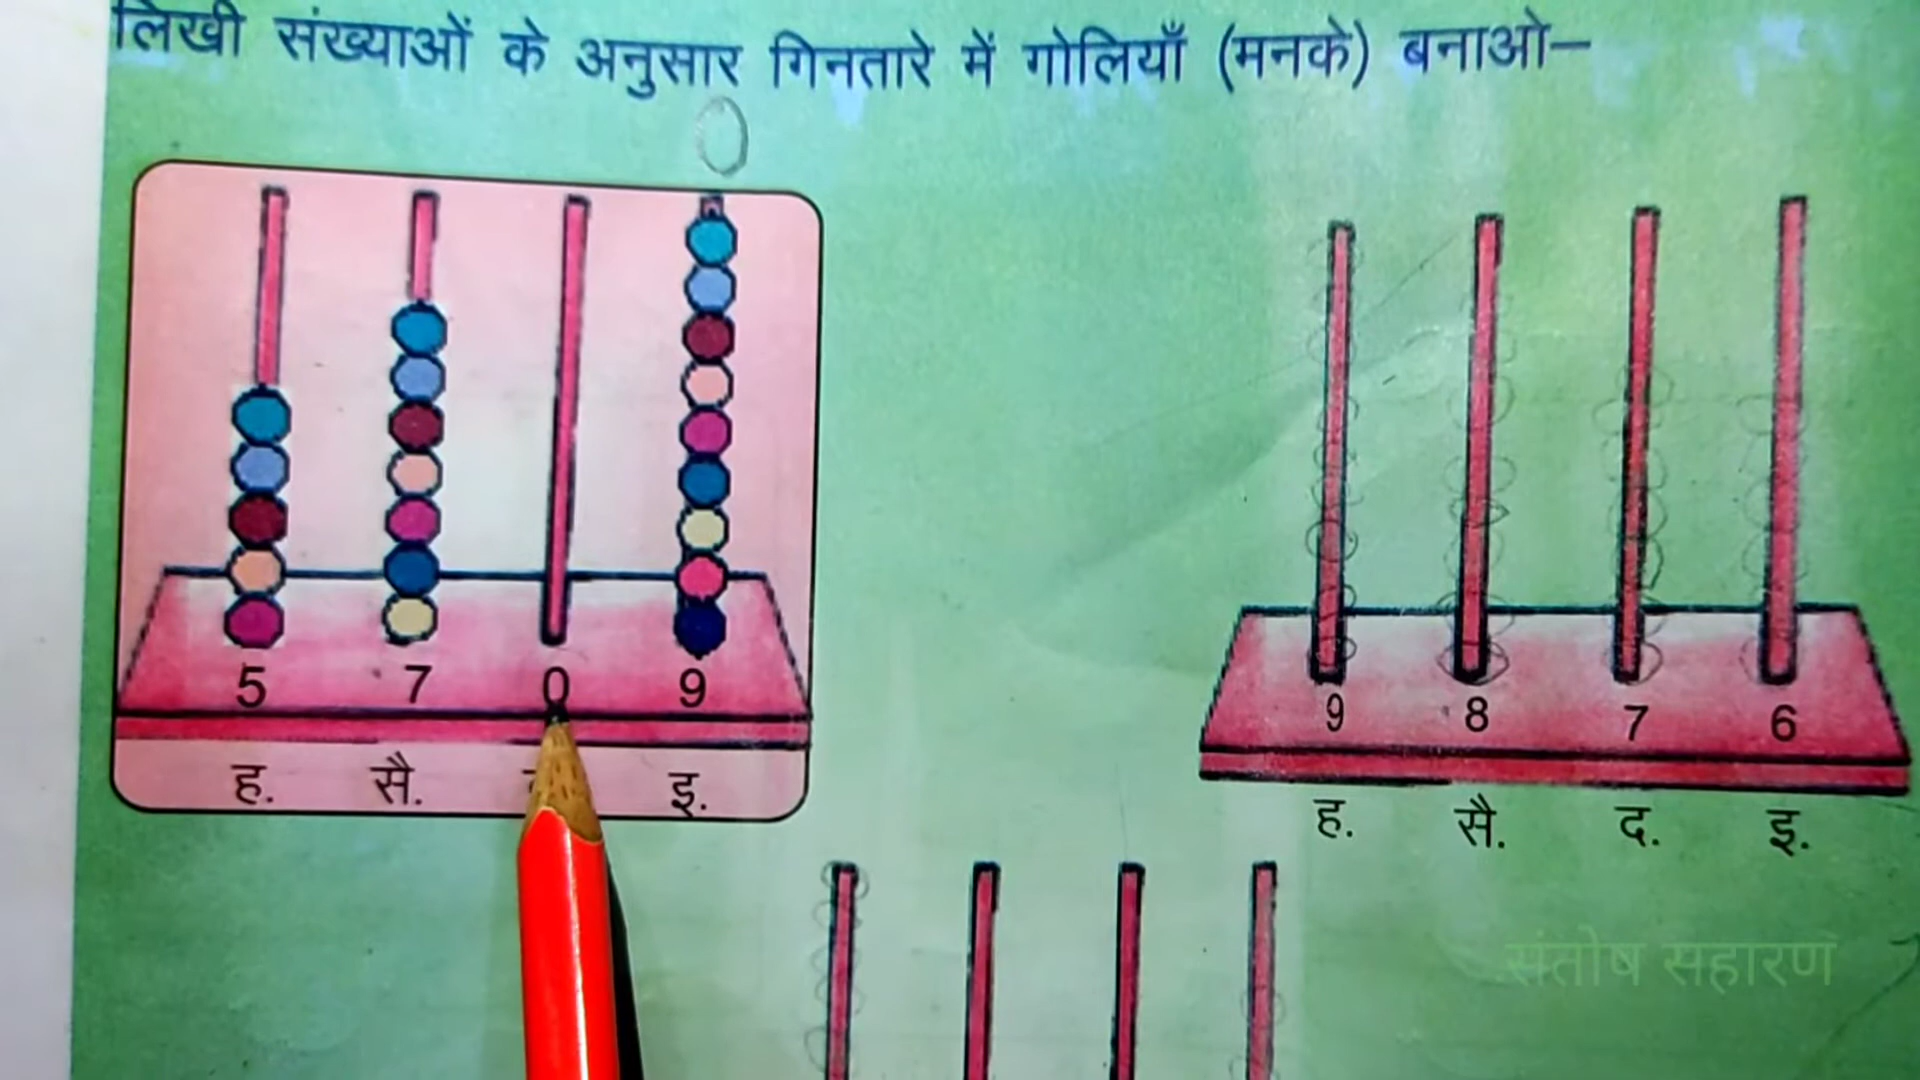 लिखी संख्याओं के अनुसार गिनतारे में गोलियाँ (मनके) बनाओ–
5 7 0 9
ह. सै. इ.
9 8 7 6
ह. सै. द. इ.
संतोष सहारण